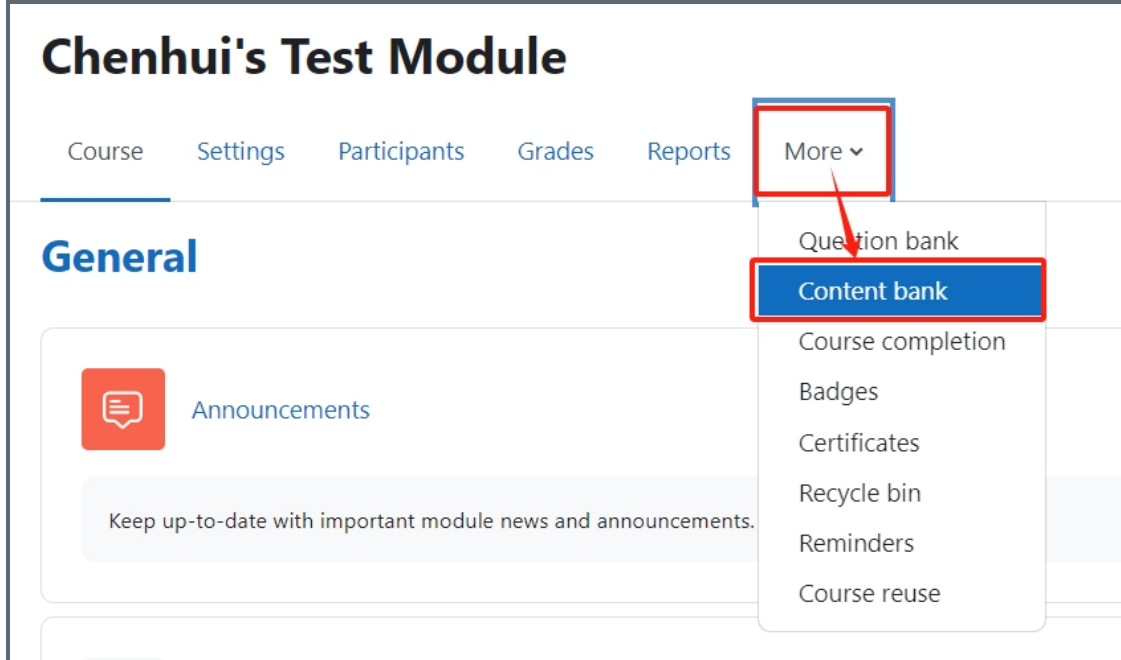 Chenhui's Test Module
Course Settings Participants Grades Reports More
General
Question bank
Content bank
Course completion
Badges
Certificates
Recycle bin
Reminders
Course reuse
Announcements
Keep up-to-date with important module news and announcements.